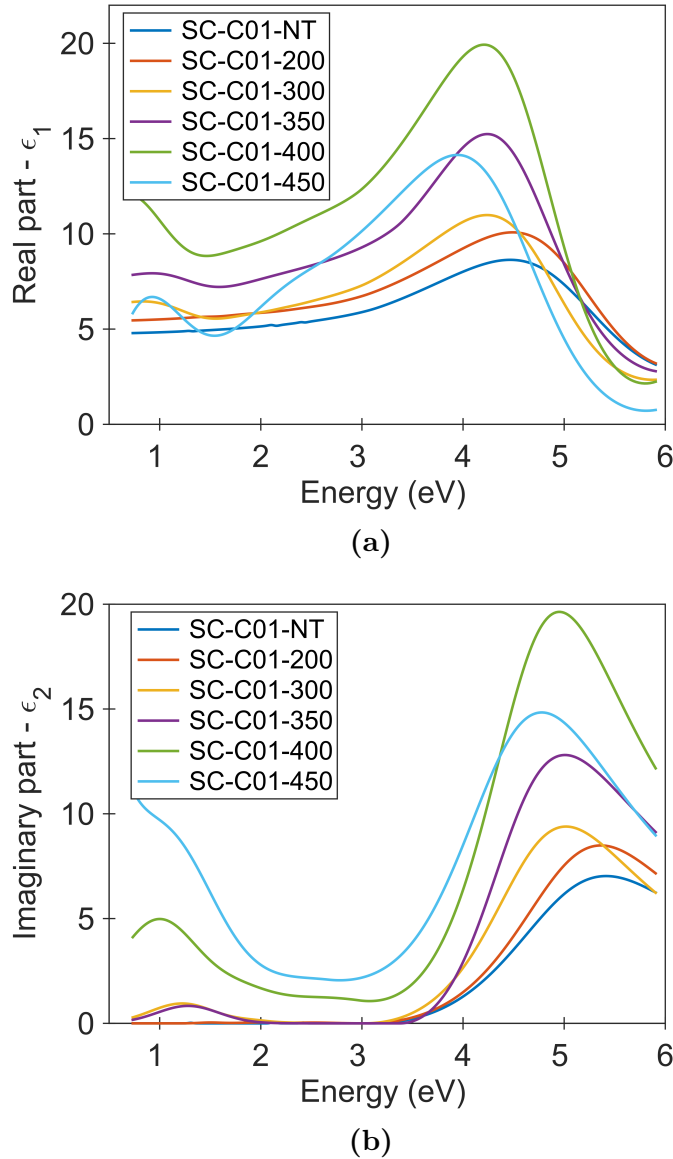 20
15
10
5
0
Real part - ϵ1
SC-C01-NT
SC-C01-200
SC-C01-300
SC-C01-350
SC-C01-400
SC-C01-450
1 2 3 4 5 6
Energy (eV)
(a)
20
15
10
5
0
Imaginary part - ϵ2
SC-C01-NT
SC-C01-200
SC-C01-300
SC-C01-350
SC-C01-400
SC-C01-450
1 2 3 4 5 6
Energy (eV)
(b)